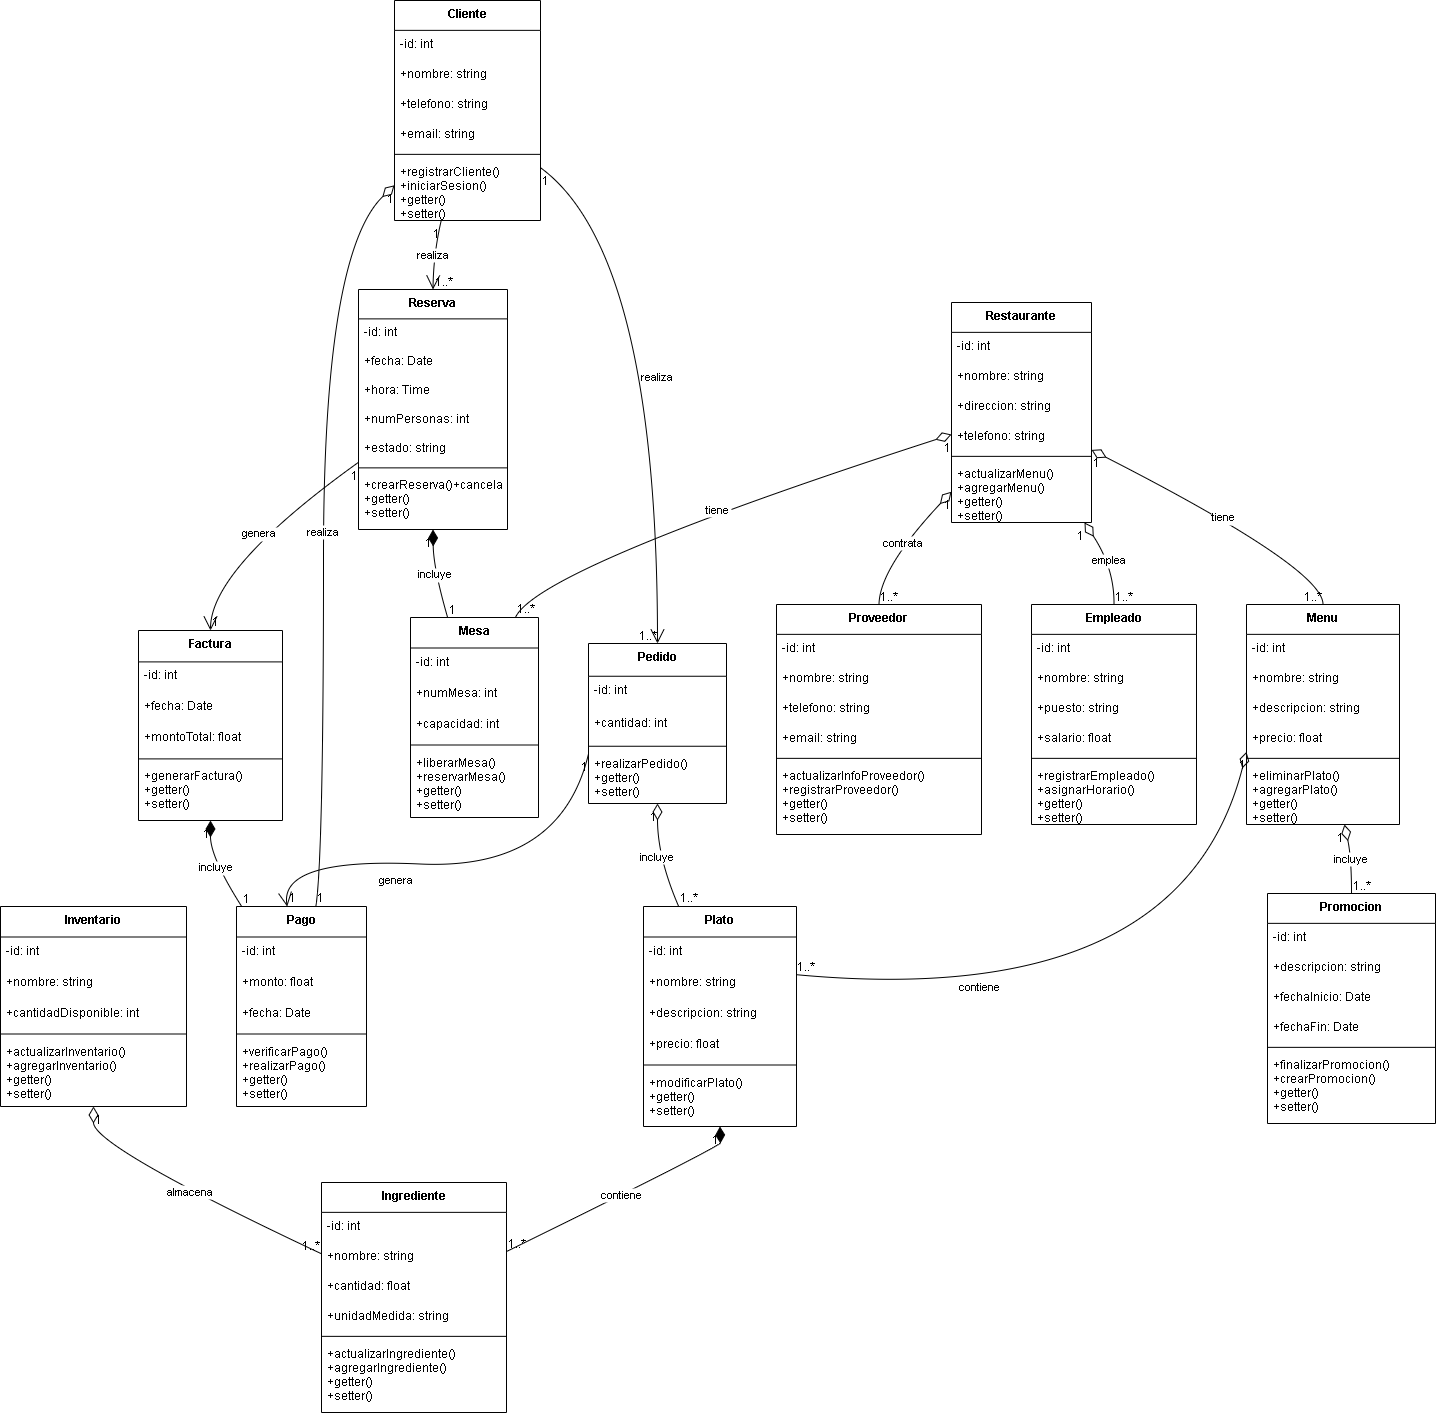 Cliente
-id: int
+nombre: string
+telefono: string
+email: string
+registrarCliente()
+iniciarSesion()
+getter()
+setter()
1
1
1
realiza
1..*
Reserva
-id: int
+fecha: Date
+hora: Time
+numPersonas: int
+estado: string
+crearReserva()+cancela
+getter()
+setter()
1
1
genera
realiza
incluye
realiza
1
1
1..*
1..*
Restaurante
-id: int
+nombre: string
+direccion: string
+telefono: string
+actualizarMenu()
+agregarMenu()
+getter()
+setter()
1
1
1
1
tiene
contrata
emplea
tiene
1..*
1..*
1..*
Factura
-id: int
+fecha: Date
+montoTotal: float
+generarFactura()
+getter()
+setter()
1
incluye
1
Mesa
-id: int
+numMesa: int
+capacidad: int
+liberarMesa()
+reservarMesa()
+getter()
+setter()
Pedido
-id: int
+cantidad: int
+realizarPedido()
+getter()
+setter()
1
1
genera
1
1
incluye
1..*
Proveedor
-id: int
+nombre: string
+telefono: string
+email: string
+actualizarInfoProveedor()
+registrarProveedor()
+getter()
+setter()
Empleado
-id: int
+nombre: string
+puesto: string
+salario: float
+registrarEmpleado()
+asignarHorario()
+getter()
+setter()
Menu
-id: int
+nombre: string
+descripcion: string
+precio: float
+eliminarPlato()
+agregarPlato()
+getter()
+setter()
1
1
incluye
1..*
1..*
contiene
Inventario
-id: int
+nombre: string
+cantidadDisponible: int
+actualizarInventario()
+agregarInventario()
+getter()
+setter()
1
Pago
-id: int
+monto: float
+fecha: Date
+verificarPago()
+realizarPago()
+getter()
+setter()
Plato
-id: int
+nombre: string
+descripcion: string
+precio: float
+modificarPlato()
+getter()
+setter()
1
Promocion
-id: int
+descripcion: string
+fechaInicio: Date
+fechaFin: Date
+finalizarPromocion()
+crearPromocion()
+getter()
+setter()
almacena
contiene
1..*
1..*
Ingrediente
-id: int
+nombre: string
+cantidad: float
+unidadMedida: string
+actualizarIngrediente()
+agregarIngrediente()
+getter()
+setter()